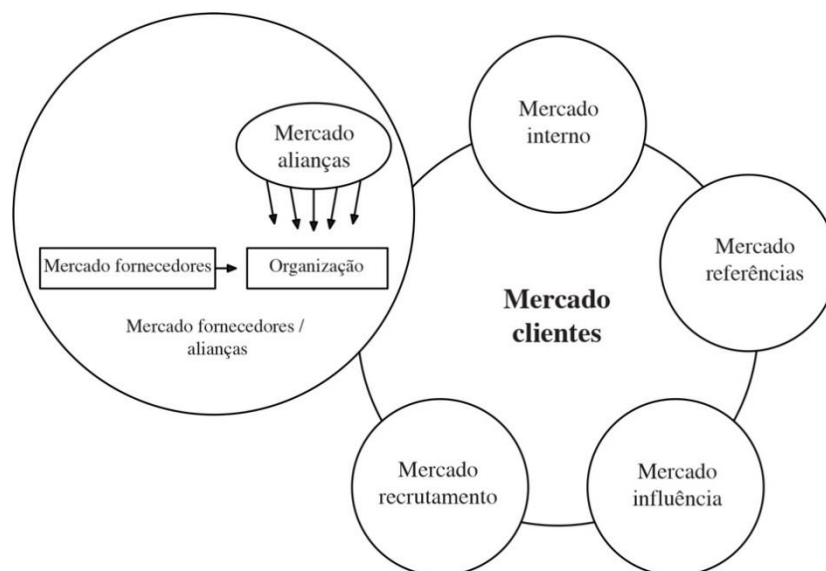 Mercado
alianças
Mercado fornecedores
Organização
Mercado fornecedores /
alianças
Mercado
interno
Mercado
referências
Mercado
clientes
Mercado
recrutamento
Mercado
influência